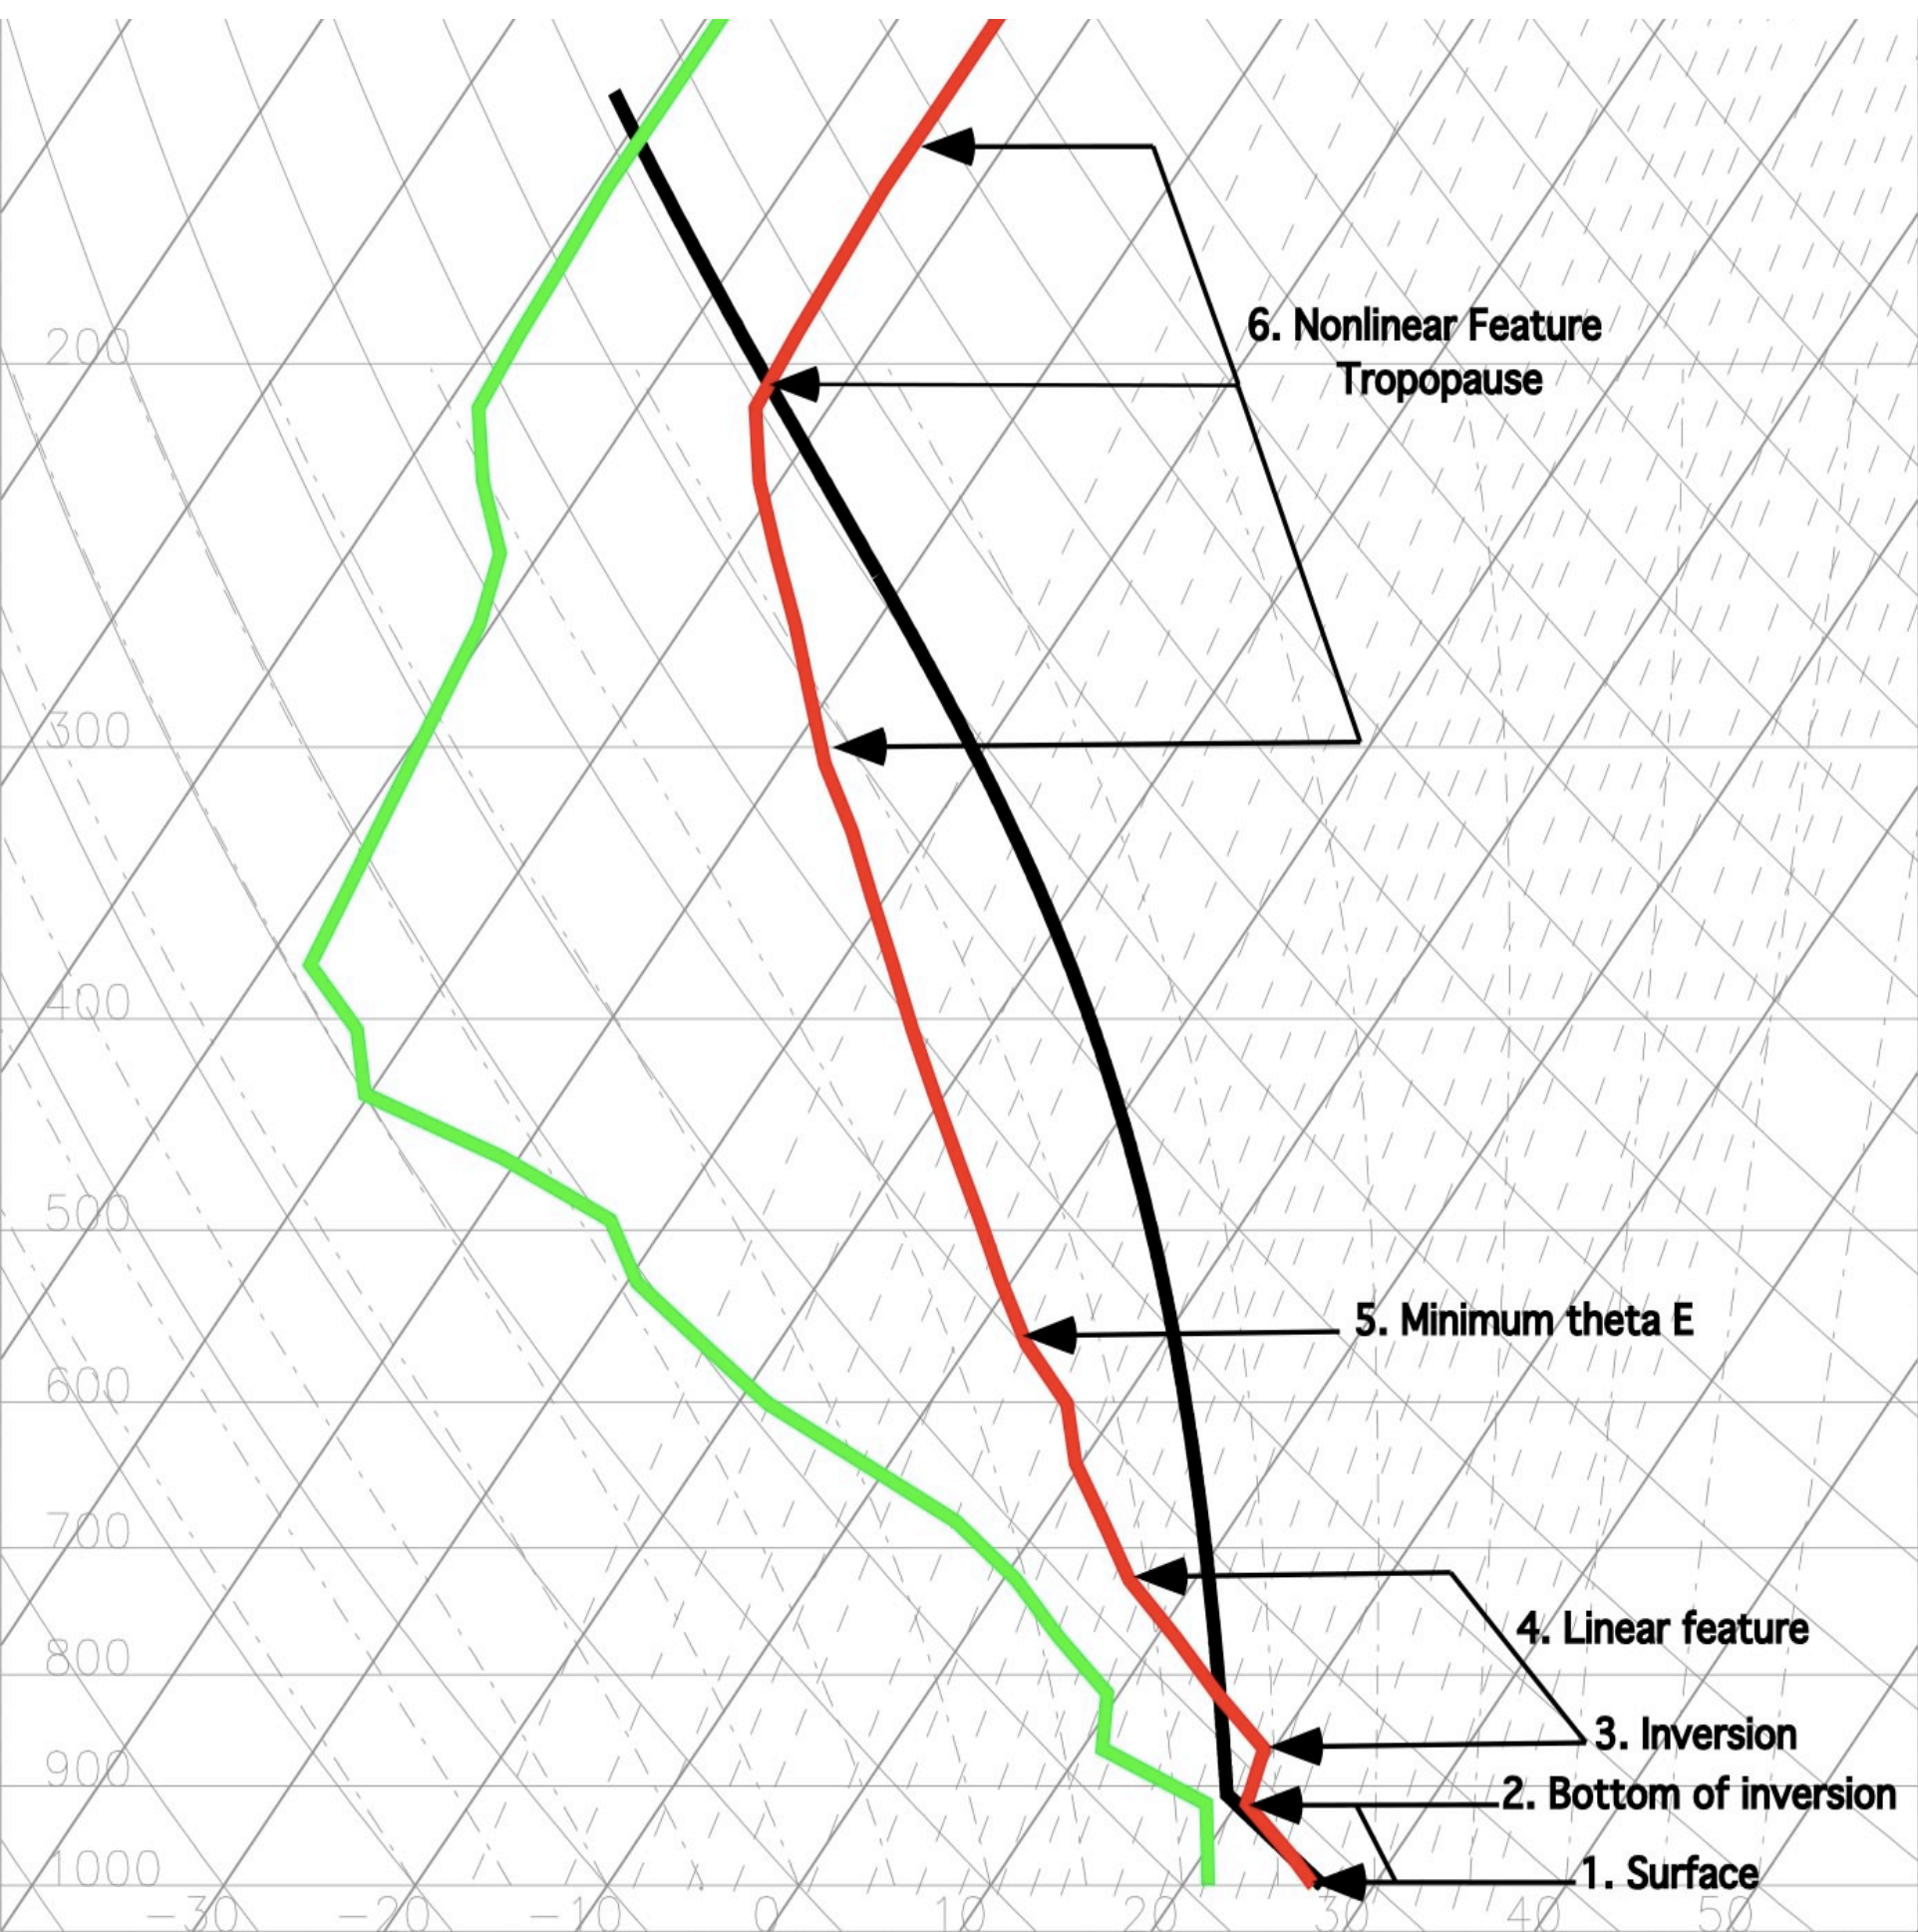 6. Nonlinear Feature
Tropopause
200
300
400
500
5. Minimum theta E
600
700
4. Linear feature
800
3. Inversion
900
2. Bottom of inversion
1. Surface
1000
-30 -20 -10 0 10 20 30 40 50